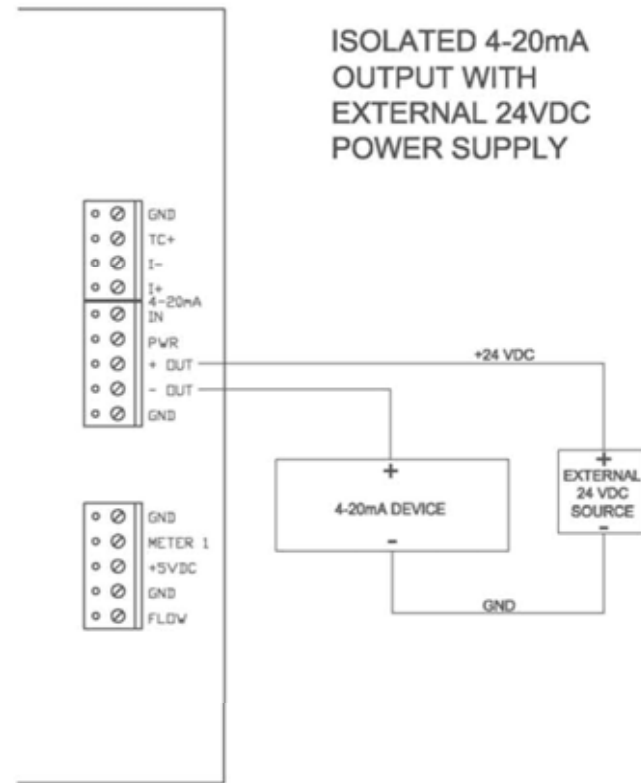 ISOLATED 4-20mA
OUTPUT WITH
EXTERNAL 24VDC
POWER SUPPLY
GND
TC+
I-
I+
4-20mA
IN
PWR
+ OUT
- OUT
GND
+24 VDC
+
4-20mA DEVICE
-
+
EXTERNAL
24 VDC
SOURCE
-
GND
GND
METER 1
+5VDC
GND
FLOW